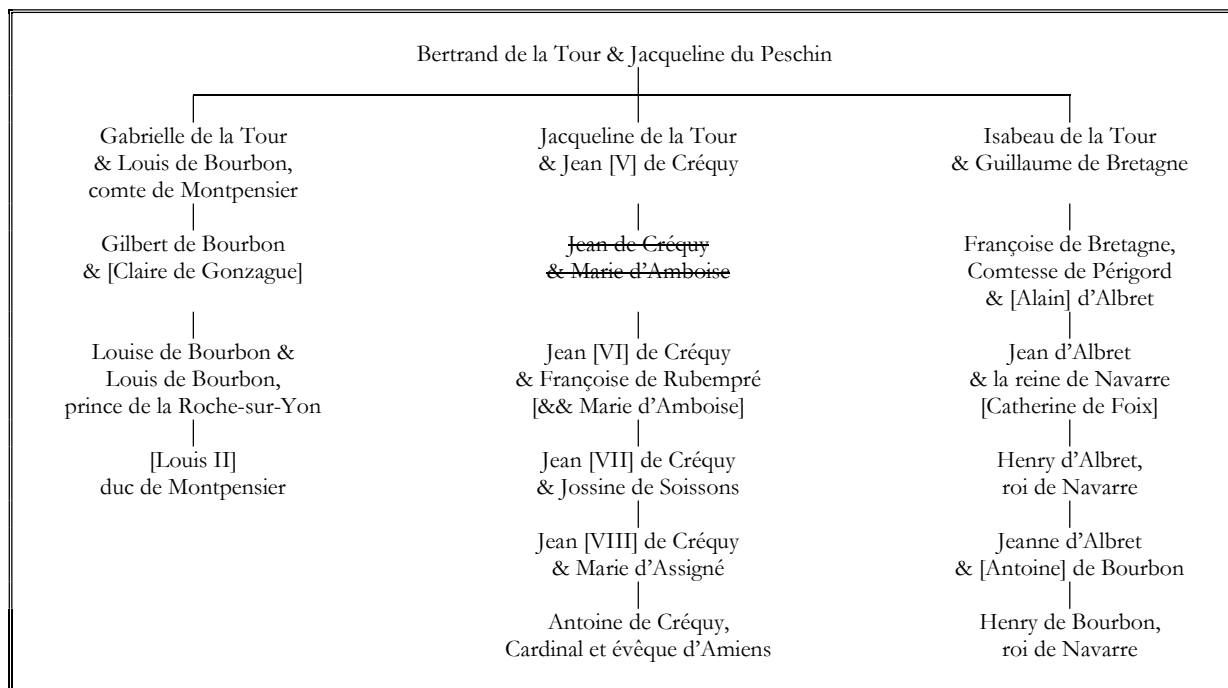 Bertrand de la Tour & Jacqueline du Peschin
Gabrielle de la Tour
& Louis de Bourbon,
comte de Montpensier
Jacqueline de la Tour
& Jean [V] de Créquy
Isabeau de la Tour
& Guillaume de Bretagne
Gilbert de Bourbon
& [Claire de Gonzague]
Jean de Créquy
& Marie d'Amboise
Françoise de Bretagne,
Comtesse de Périgord
& [Alain] d'Albret
Louise de Bourbon &
Louis de Bourbon,
prince de la Roche-sur-Yon
Jean [VI] de Créquy
& Françoise de Rubempré
[&& Marie d'Amboise]
Jean d'Albret
& la reine de Navarre
[Catherine de Foix]
[Louis II]
duc de Montpensier
Jean [VII] de Créquy
& Jossine de Soissons
Henry d'Albret,
roi de Navarre
Jean [VIII] de Créquy
& Marie d'Assigné
Jeanne d'Albret
& [Antoine] de Bourbon
Antoine de Créquy,
Cardinal et évêque d'Amiens
Henry de Bourbon,
roi de Navarre